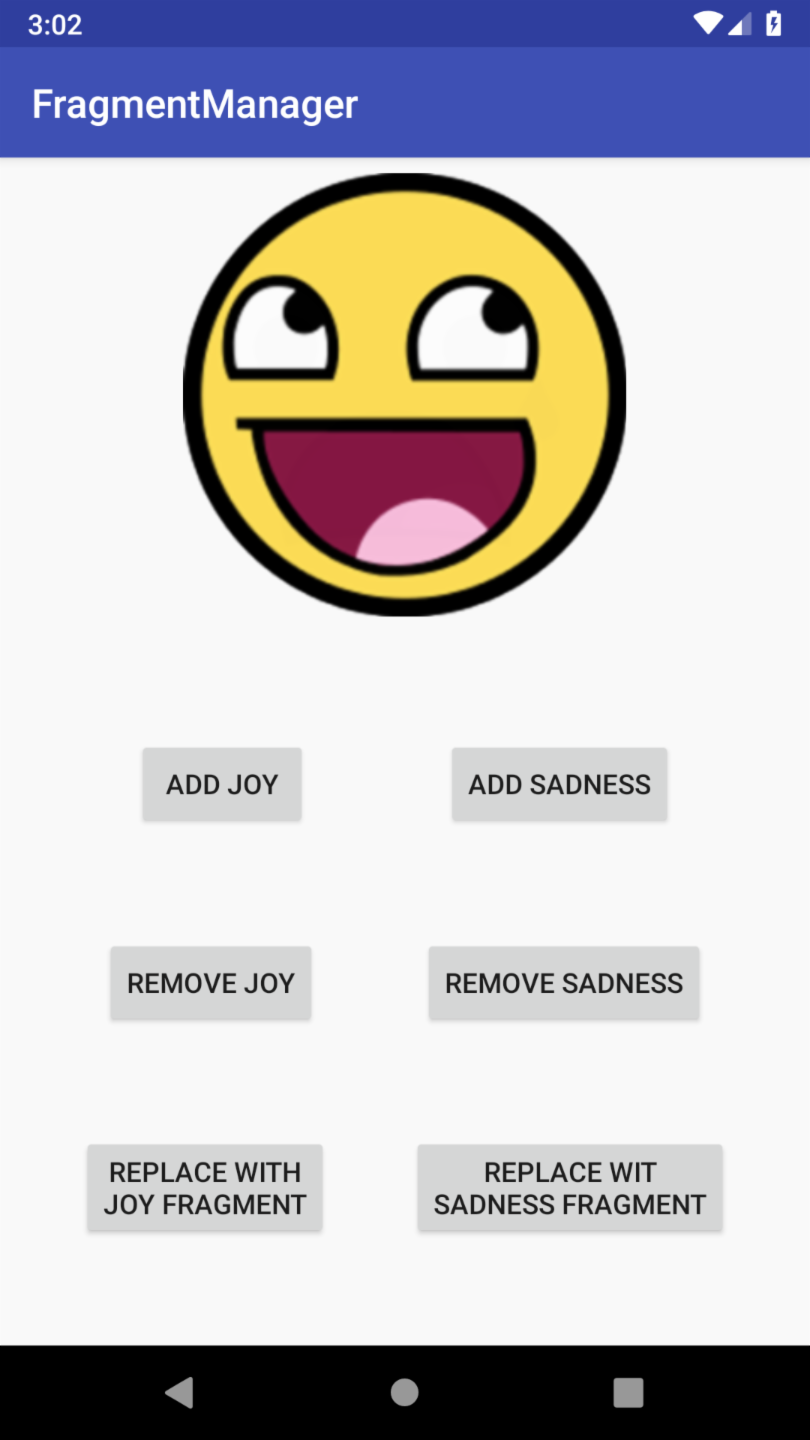 3:02
FragmentManager
ADD JOY
ADD SADNESS
REMOVE JOY
REMOVE SADNESS
REPLACE WITH
JOY FRAGMENT
REPLACE WIT
SADNESS FRAGMENT